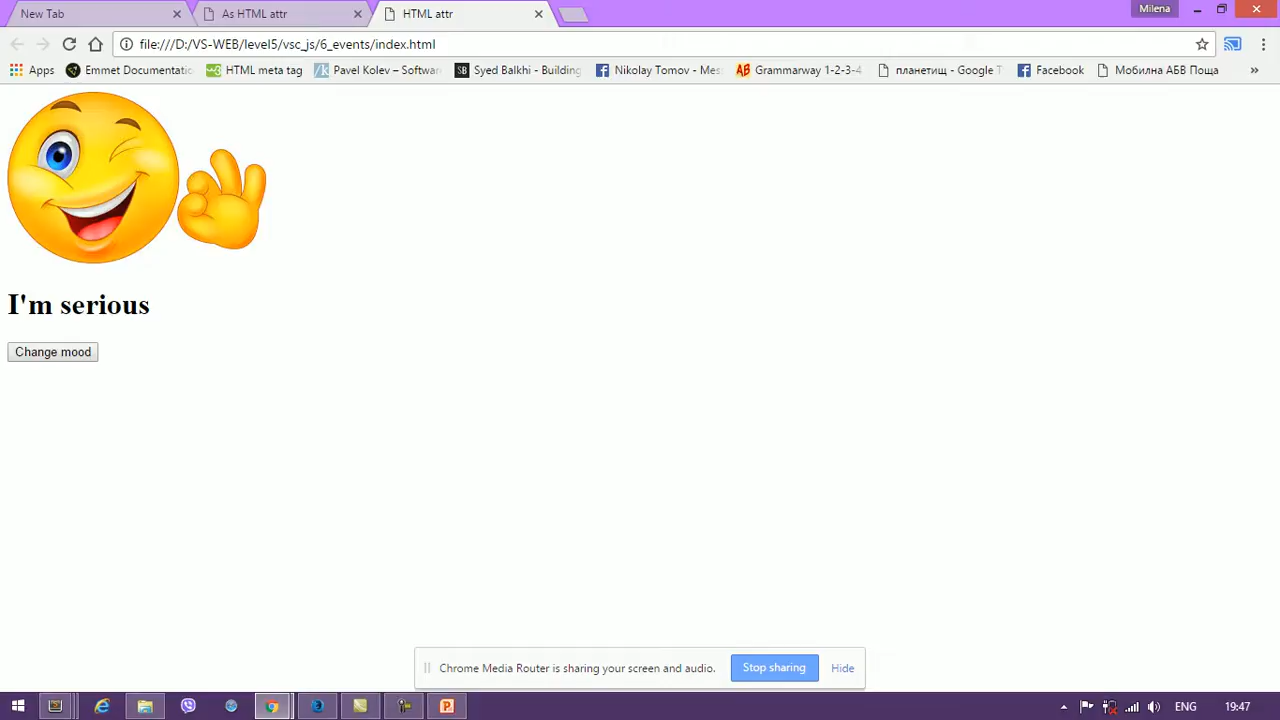 New Tab
As HTML attr
HTML attr
Milena
file:///D:/VS-WEB/level5/vsc_js/6_events/index.html
Apps
Emmet Documentatio
HTML meta tag
Pavel Kolev – Softwar
Syed Balkhi - Building
Nikolay Tomov - Mes
Grammarway 1-2-3-4
планетищ - Google T
Facebook
Мобилна АБВ Поща
»
I'm serious
Change mood
Chrome Media Router is sharing your screen and audio.
Stop sharing
Hide
ENG
19:47